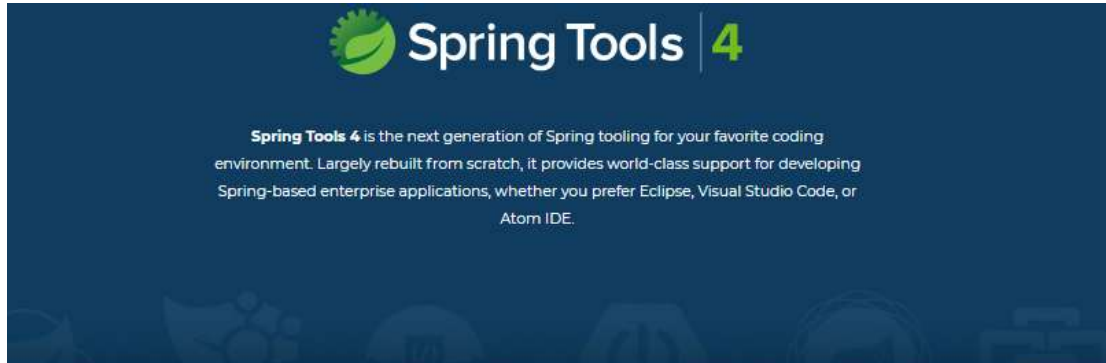 Spring Tools 4
Spring Tools 4 is the next generation of Spring tooling for your favorite coding
environment. Largely rebuilt from scratch, it provides world-class support for developing
Spring-based enterprise applications, whether you prefer Eclipse, Visual Studio Code, or
Atom IDE.